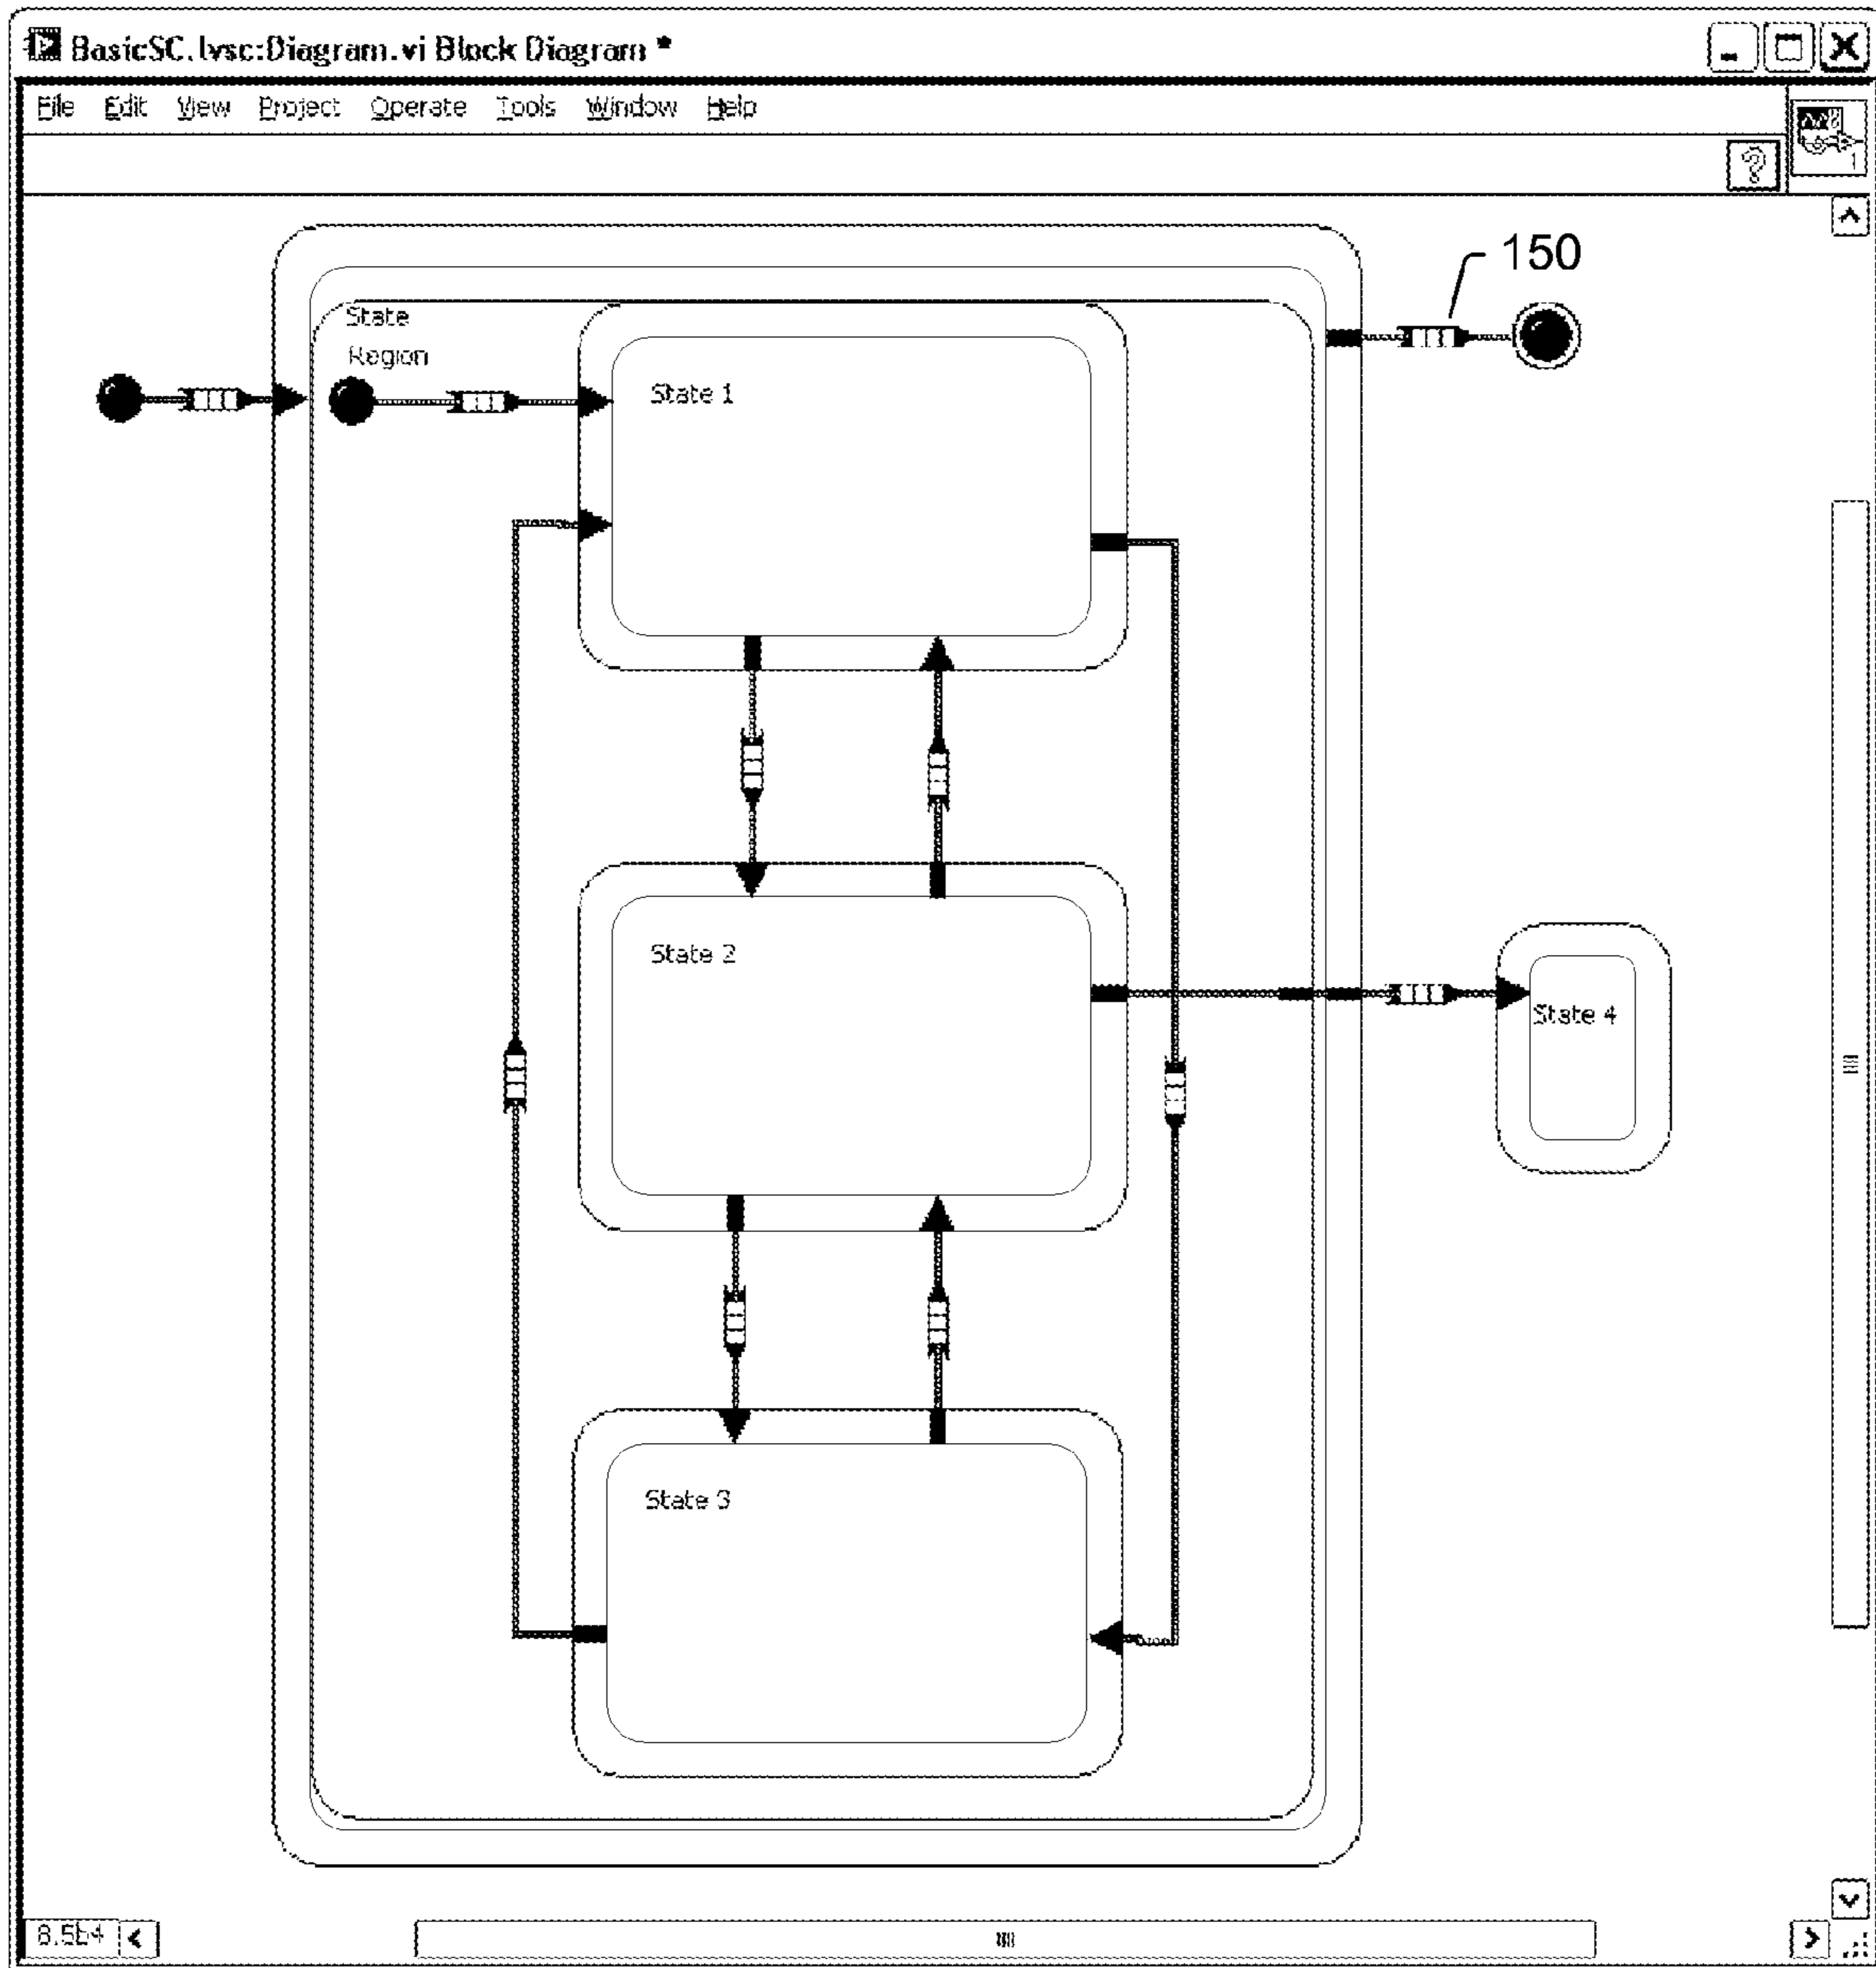 BasicSC.lvsc:Diagram.vi Block Diagram *
File Edit View Project Operate Tools Window Help
?
1
150
State
Region
State 1
State 2
State 4
State 3
8.5b4